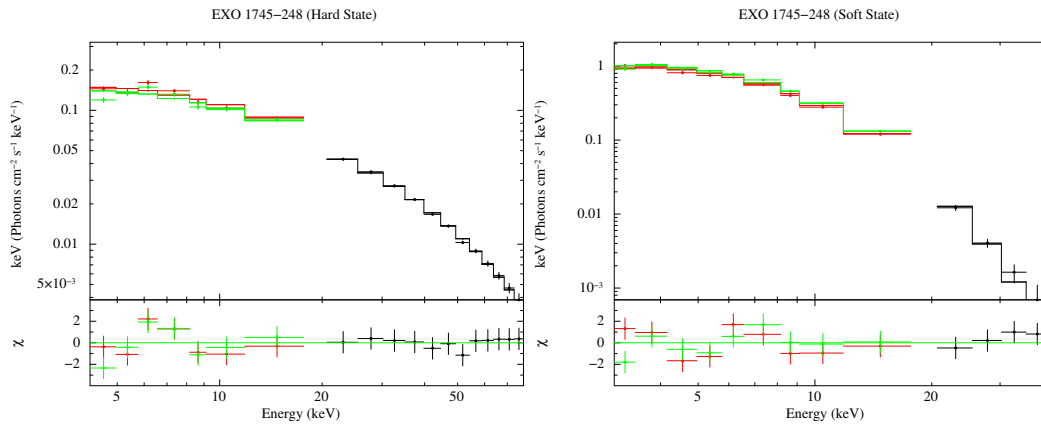 EXO 1745−248 (Hard State)
0.2
0.1
0.05
0.02
0.01
5×10⁻³
keV (Photons cm⁻² s⁻¹ keV⁻¹)
2
0
−2
χ
5
10
20
50
Energy (keV)
EXO 1745−248 (Soft State)
1
0.1
0.01
10⁻³
keV (Photons cm⁻² s⁻¹ keV⁻¹)
2
0
−2
χ
5
10
20
Energy (keV)